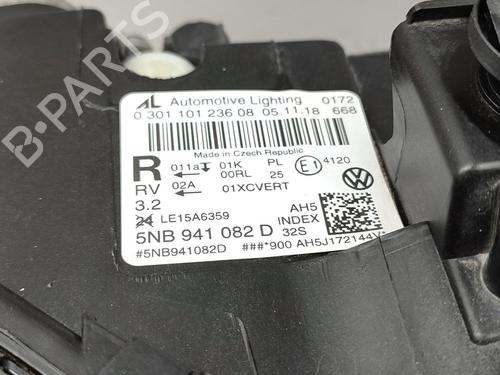 B-PARTS
AL Automotive Lighting 0172
0 301 101 236 08 05.11.18 668
Made in Czech Republic
R 011a 01K PL E1 4120
← 00RL 25
RV 02A 01XCVERT
←
3.2 AH5
24 LE15A6359 INDEX
5NB 941 082 D 32S
#5NB941082D ###*900 AH5J172144V*